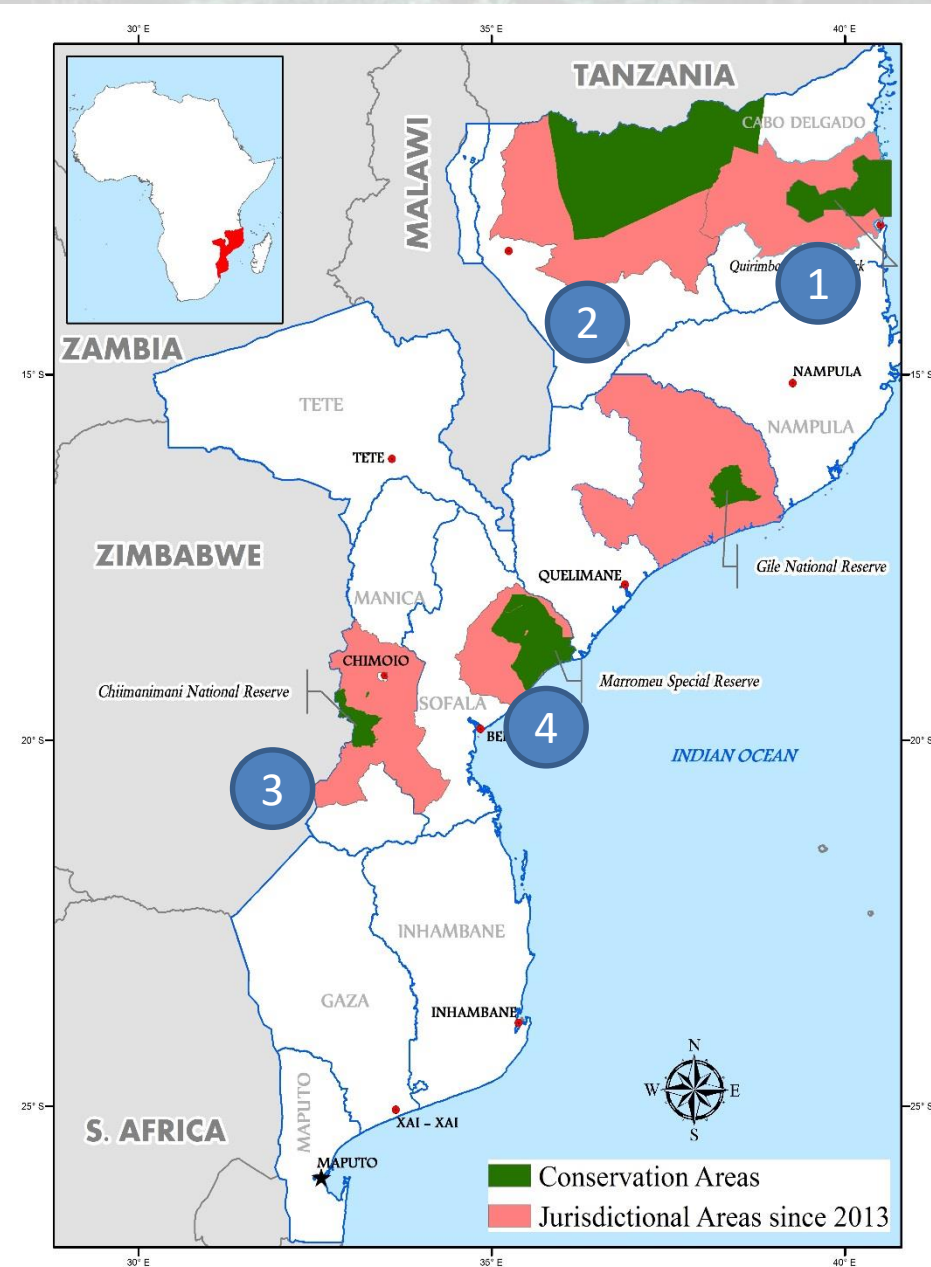 30° E
35° E
40° E
TANZANIA
CABO DELGADO
MALAWI
1
2
ZAMBIA
15° S
15° S
NAMPULA
TETE
NAMPULA
TETE
ZIMBABWE
Gile National Reserve
QUELIMANE
MANICA
CHIMOIO
Marromeu Special Reserve
Chiimanimani National Reserve
SOFALA
4
20° S
20° S
INDIAN OCEAN
3
INHAMBANE
GAZA
INHAMBANE
N
W
E
S
25° S
25° S
MAPUTO
XAI - XAI
S. AFRICA
MAPUTO
Conservation Areas
Jurisdictional Areas since 2013
30° E
35° E
40° E